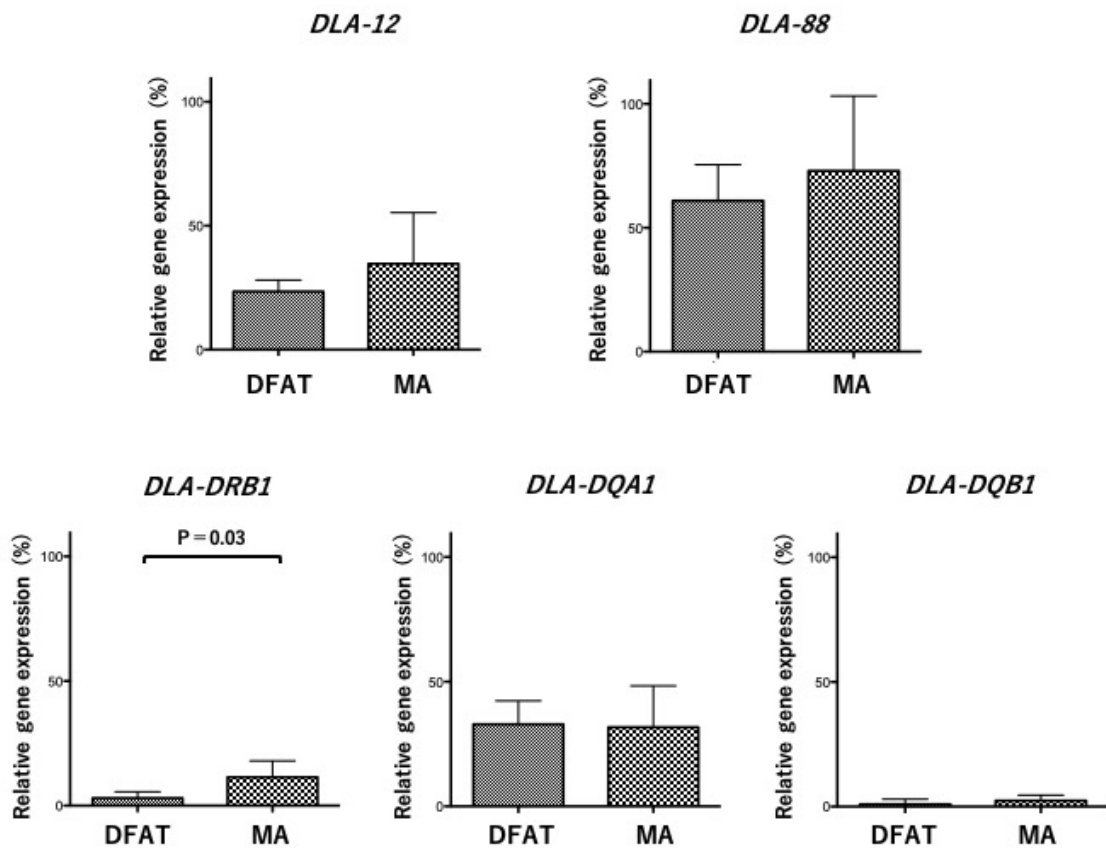 DLA-12
Relative gene expression (%)
100
50
0
DFAT MA
DLA-88
Relative gene expression (%)
100
50
0
DFAT MA
DLA-DRB1
Relative gene expression (%)
100
50
0
P = 0.03
DFAT MA
DLA-DQA1
Relative gene expression (%)
100
50
0
DFAT MA
DLA-DQB1
Relative gene expression (%)
100
50
0
DFAT MA